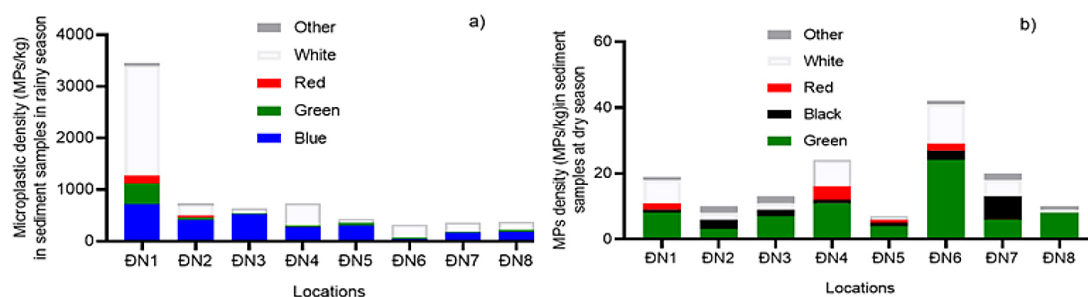 a)
Microplastic density (MPs/kg)
in sediment samples in rainy season
4000
3000
2000
1000
0
Other
White
Red
Green
Blue
ĐN1 ĐN2 ĐN3 ĐN4 ĐN5 ĐN6 ĐN7 ĐN8
Locations
b)
MPs density (MPs/kg)in sediment
samples at dry season
60
40
20
0
Other
White
Red
Black
Green
ĐN1 ĐN2 ĐN3 ĐN4 ĐN5 ĐN6 ĐN7 ĐN8
Locations